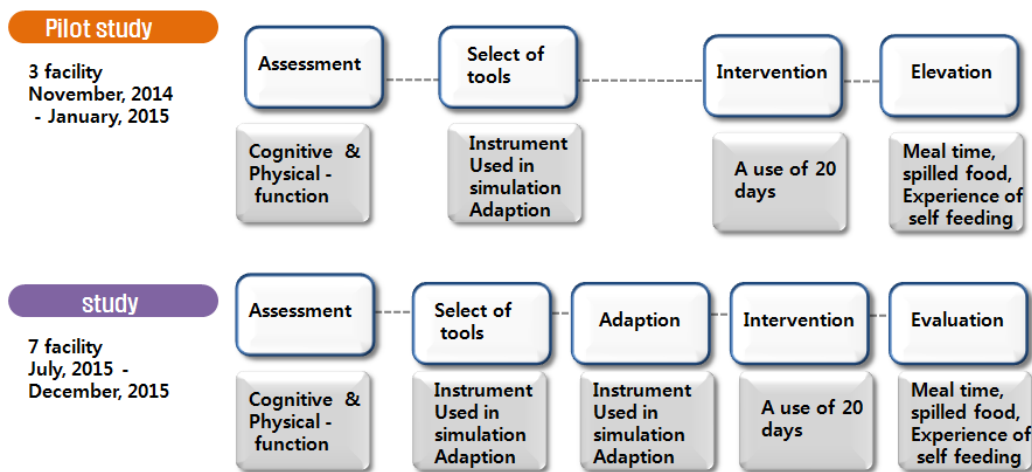 Pilot study
3 facility
November, 2014
- January, 2015
Assessment
Select of
tools
Intervention
Elevation
Cognitive &
Physical -
function
Instrument
Used in
simulation
Adaption
A use of 20
days
Meal time,
spilled food,
Experience of
self feeding
study
7 facility
July, 2015 -
December, 2015
Assessment
Select of
tools
Adaption
Intervention
Evaluation
Cognitive &
Physical -
function
Instrument
Used in
simulation
Adaption
Instrument
Used in
simulation
Adaption
A use of 20
days
Meal time,
spilled food,
Experience of
self feeding